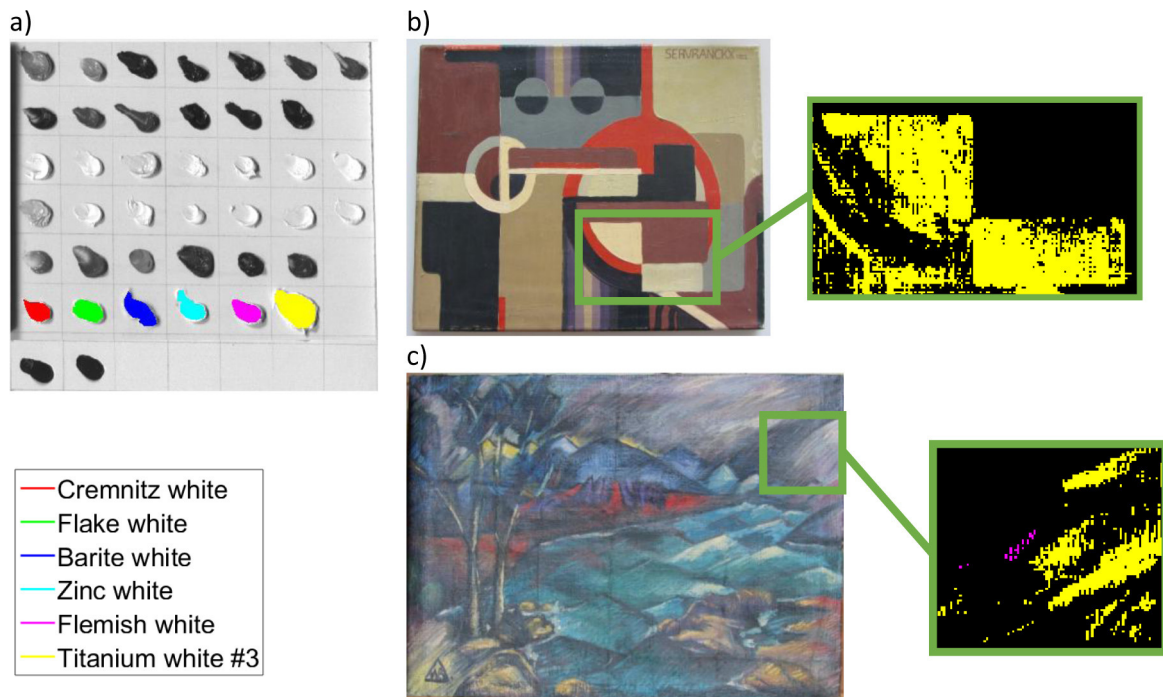 a)
b)
SERVRANCKX
c)
Cremnitz white
Flake white
Barite white
Zinc white
Flemish white
Titanium white #3